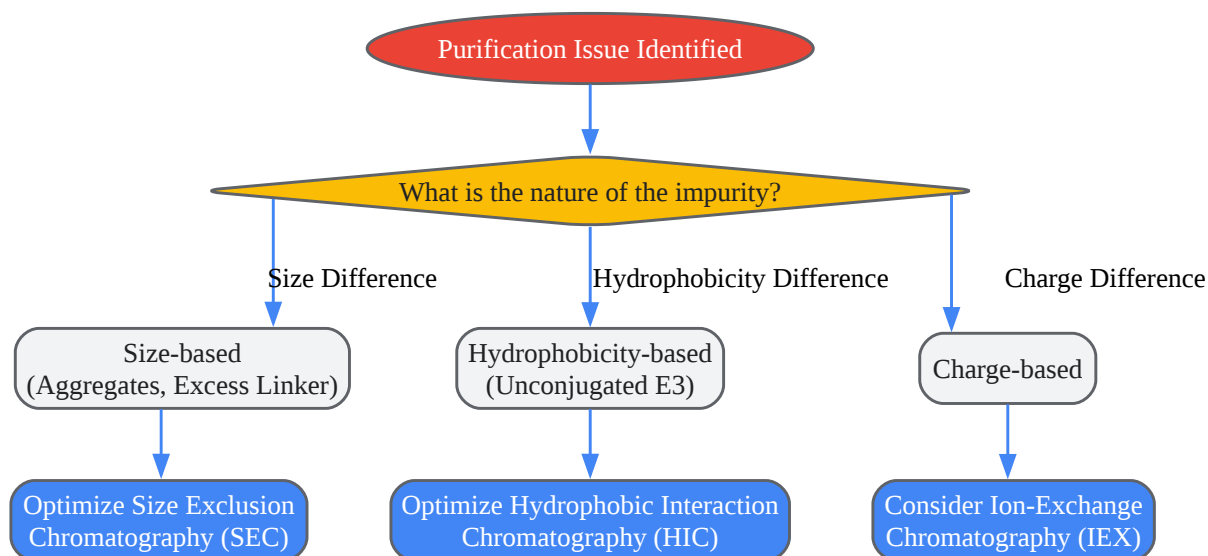 Purification Issue Identified
What is the nature of the impurity?
Size Difference
Hydrophobicity Difference
Charge Difference
Size-based
(Aggregates, Excess Linker)
Hydrophobicity-based
(Unconjugated E3)
Charge-based
Optimize Size Exclusion
Chromatography (SEC)
Optimize Hydrophobic Interaction
Chromatography (HIC)
Consider Ion-Exchange
Chromatography (IEX)